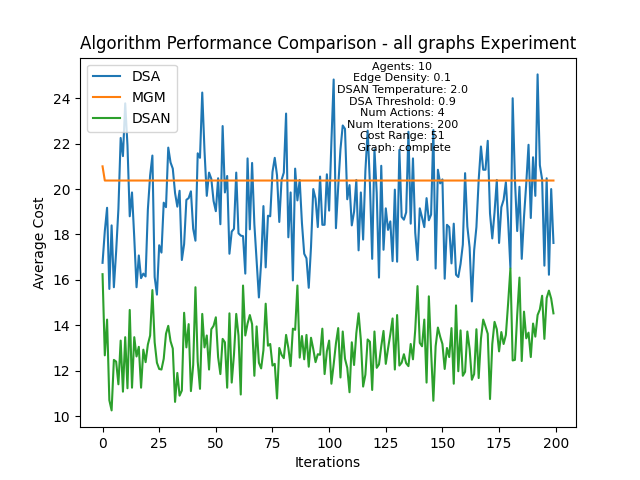 Algorithm Performance Comparison - all graphs Experiment
DSA
MGM
DSAN
Agents: 10
Edge Density: 0.1
DSAN Temperature: 2.0
DSA Threshold: 0.9
Num Actions: 4
Num Iterations: 200
Cost Range: 51
Graph: complete
Average Cost
24
22
20
18
16
14
12
10
0
25
50
75
100
125
150
175
200
Iterations